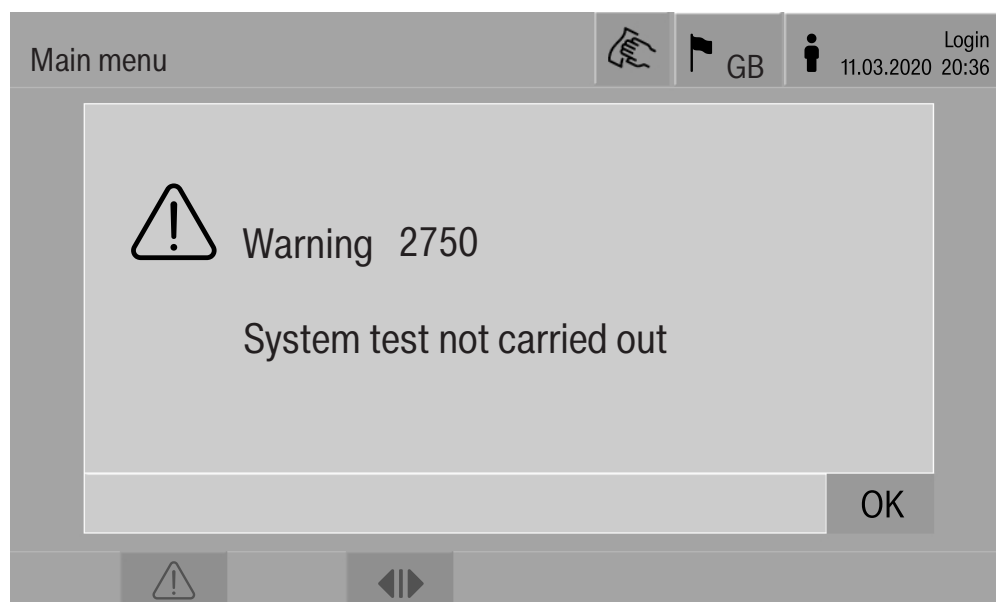 Main menu
GB
Login
11.03.2020 20:36
Warning 2750
System test not carried out
OK